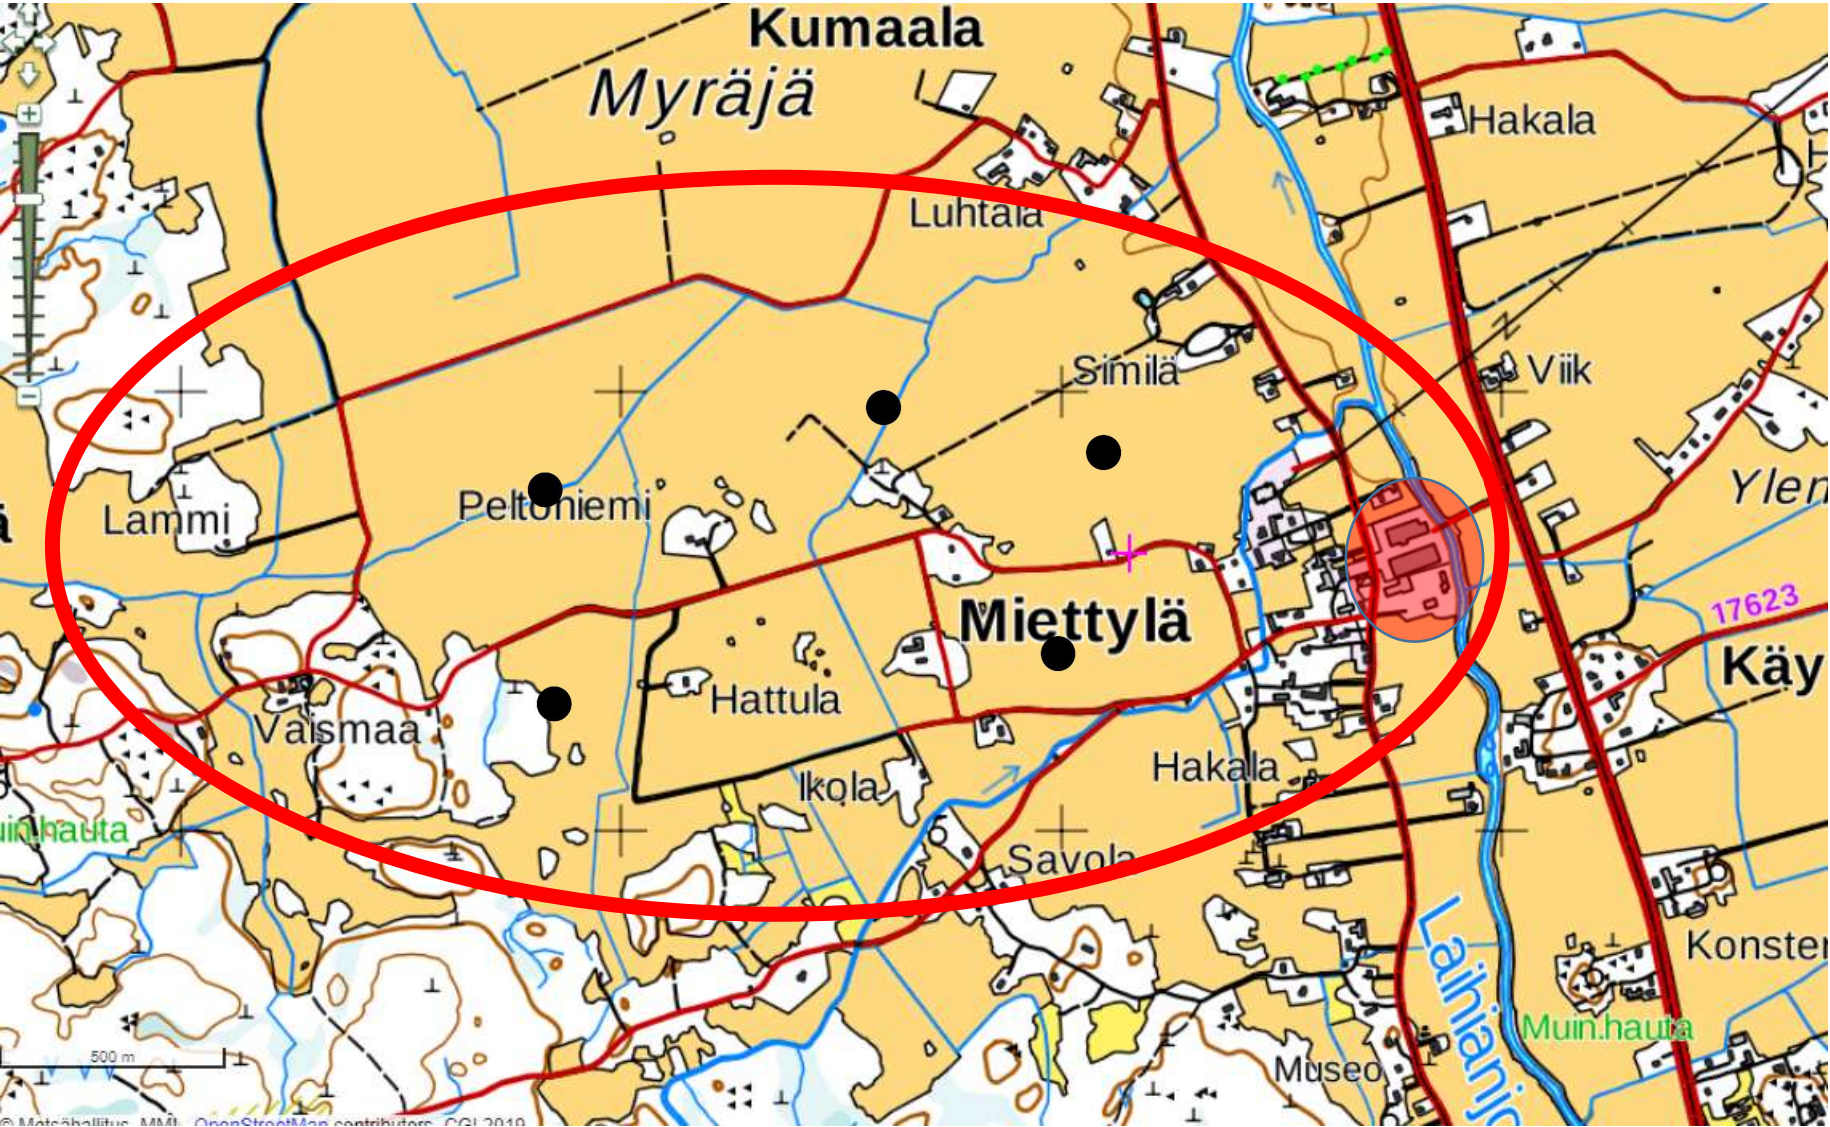 Kumaala
Myräjä
Hakala
H
Luhtala
Similä
Viik
Ylen
Peltoniemi
Lammi
ä
17623
Miettylä
Käy
Hattula
Vaismaa
Hakala
Ikola
uin.hauta
Savola
Laihianjo
Konster
Muin.hauta
500 m
Museo
© Metsähallitus, MML, OpenStreetMap contributors, CGI 2019